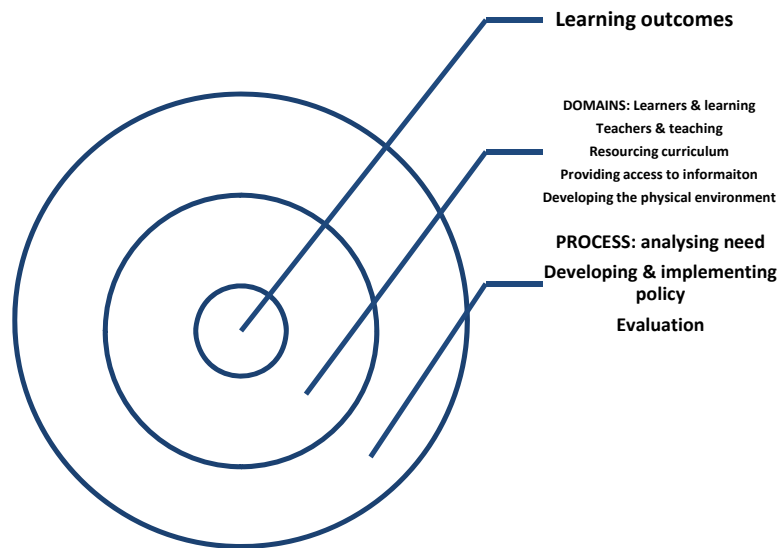 Learning outcomes
DOMAINS: Learners & learning
Teachers & teaching
Resourcing curriculum
Providing access to informaiton
Developing the physical environment
PROCESS: analysing need
Developing & implementing
policy
Evaluation